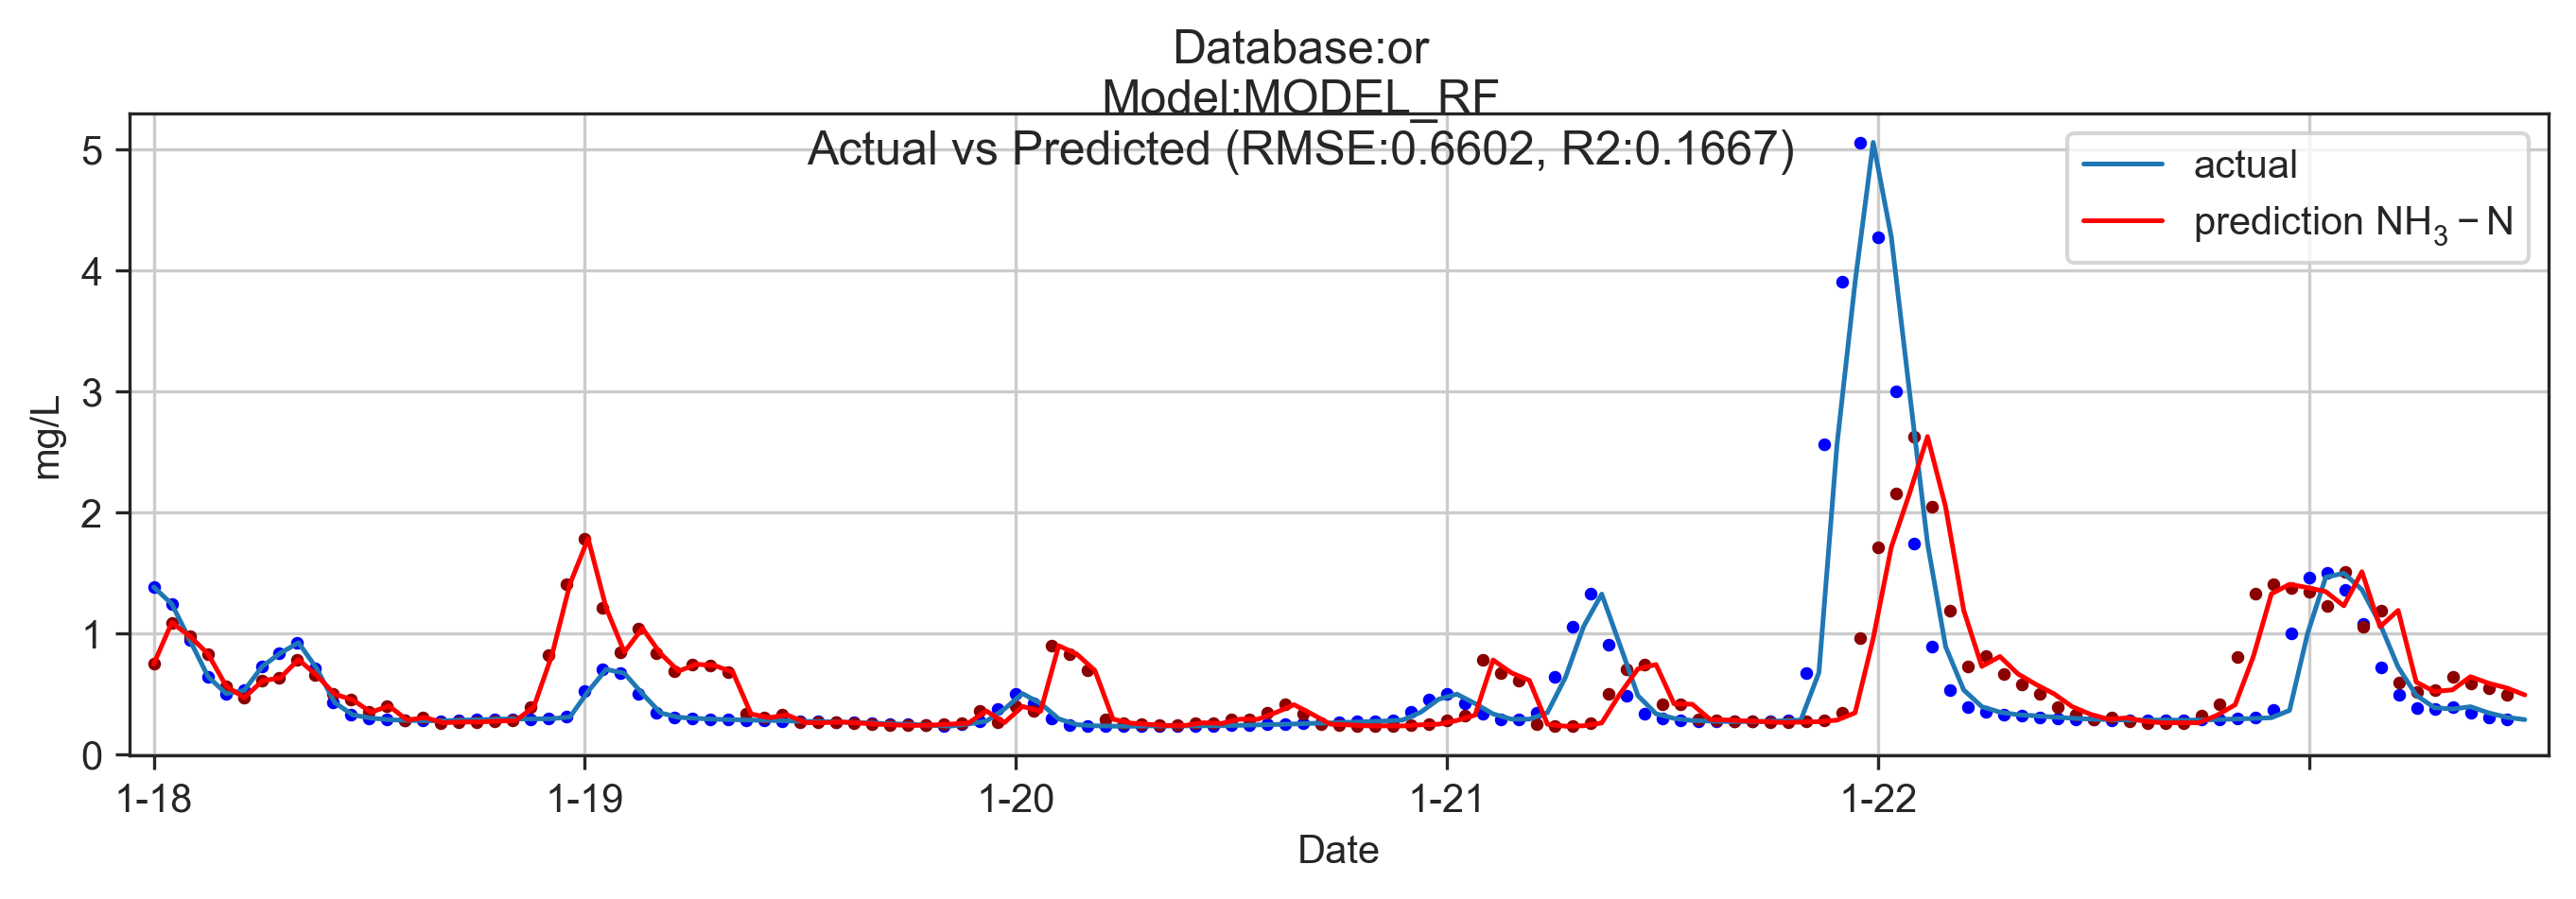 Database:or
Model:MODEL_RF
Actual vs Predicted (RMSE:0.6602, R2:0.1667)
actual
prediction NH₃ − N
mg/L
5
4
3
2
1
0
1-18 1-19 1-20 1-21 1-22
Date